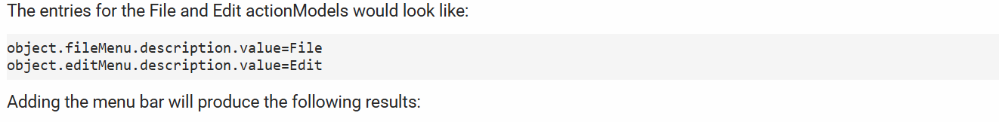 The entries for the File and Edit actionModels would look like:
object.fileMenu.description.value=File
object.editMenu.description.value=Edit
Adding the menu bar will produce the following results: